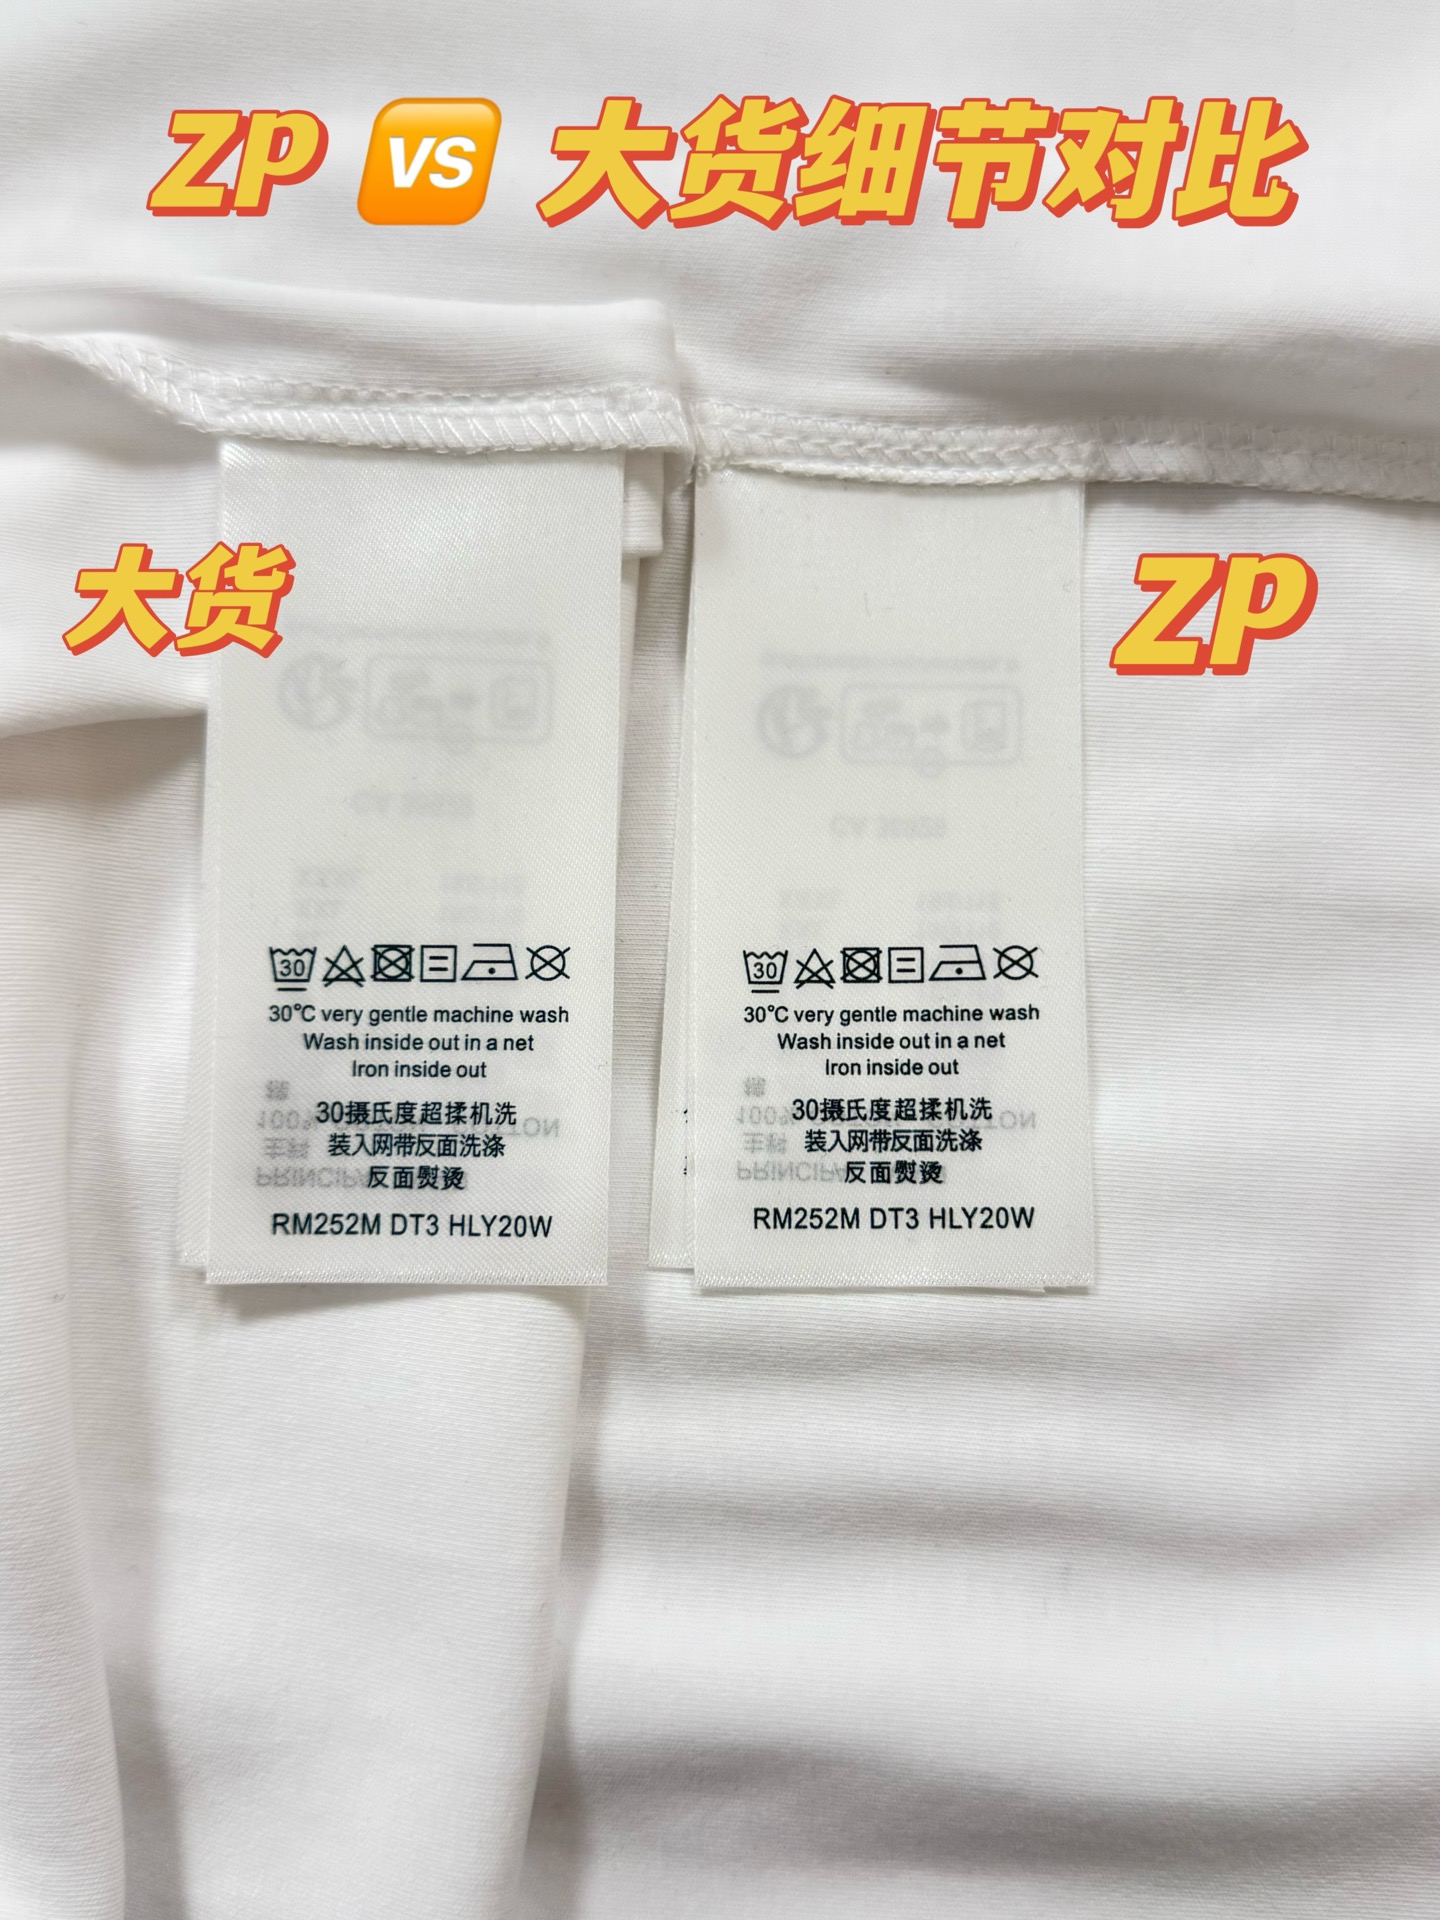 ZP VS 大货细节对比
大货
ZP
30
30℃ very gentle machine wash
Wash inside out in a net
Iron inside out
30摄氏度超揉机洗
装入网带反面洗涤
反面熨烫
RM252M DT3 HLY20W
30
30℃ very gentle machine wash
Wash inside out in a net
Iron inside out
30摄氏度超揉机洗
装入网带反面洗涤
反面熨烫
RM252M DT3 HLY20W